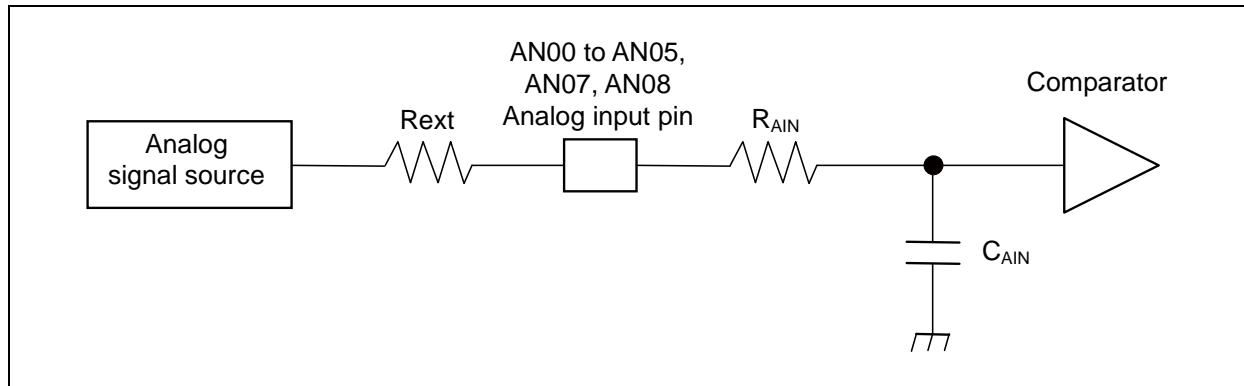 AN00 to AN05,
AN07, AN08
Analog input pin
Comparator
Analog
signal source
Rext
RAIN
CAIN